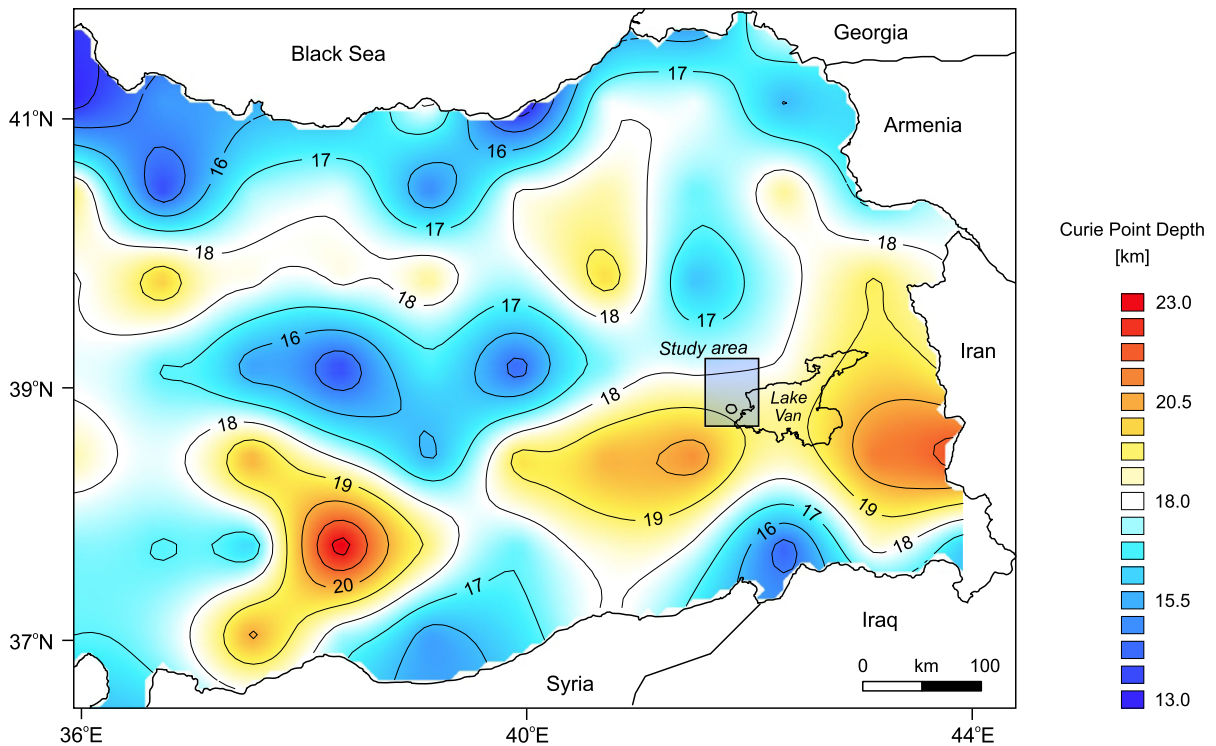 Black Sea
Georgia
17
41°N
Armenia
16
17
16
17
18
18
Curie Point Depth
[km]
18
17
23.0
18
17
16
Study area
Iran
39°N
18
Lake
Van
20.5
18
19
18.0
19
19
17
16
18
20
17
15.5
Iraq
37°N
0 km 100
Syria
13.0
36°E
40°E
44°E